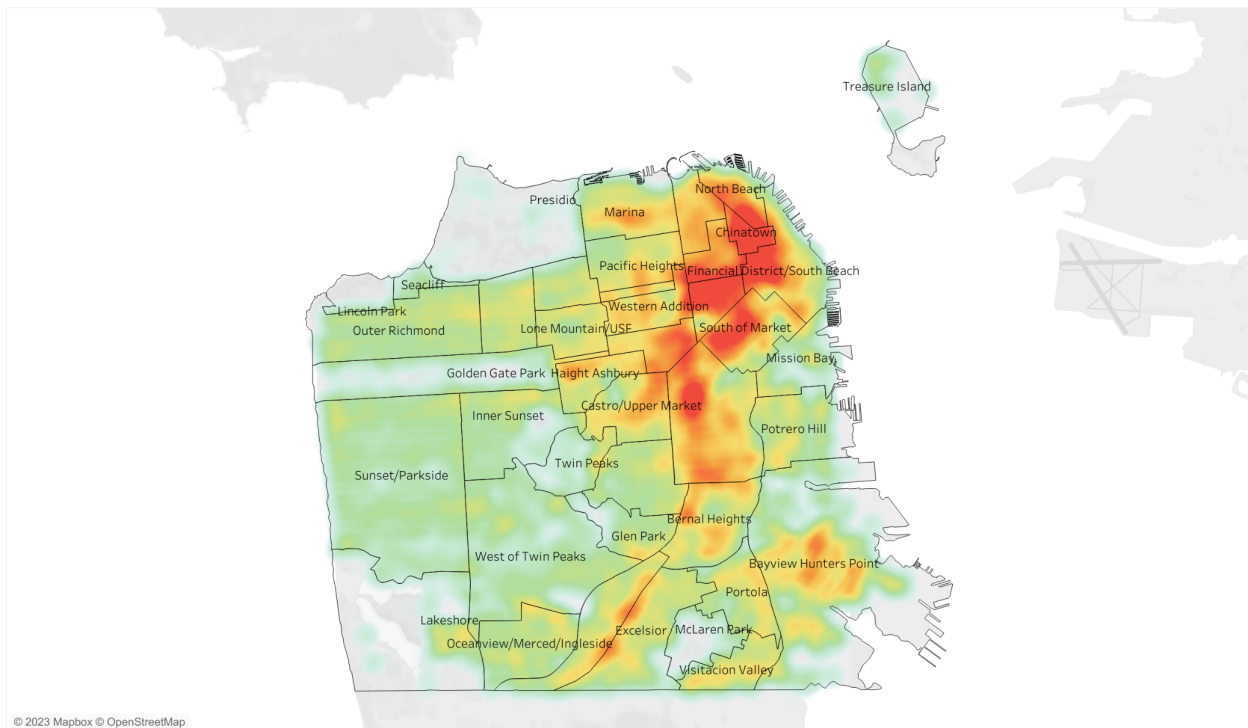 Treasure Island
North Beach
Presidio
Marina
Chinatown
Pacific Heights
Financial District/South Beach
Seacliff
Western Addition
Lincoln Park
Outer Richmond
Lone Mountain/USF
South of Market
Mission Bay
Golden Gate Park
Haight Ashbury
Castro/Upper Market
Inner Sunset
Potrero Hill
Twin Peaks
Sunset/Parkside
Bernal Heights
Glen Park
West of Twin Peaks
Bayview Hunters Point
Portola
Lakeshore
Excelsior
McLaren Park
Oceanview/Merced/Ingleside
Visitacion Valley
© 2023 Mapbox © OpenStreetMap